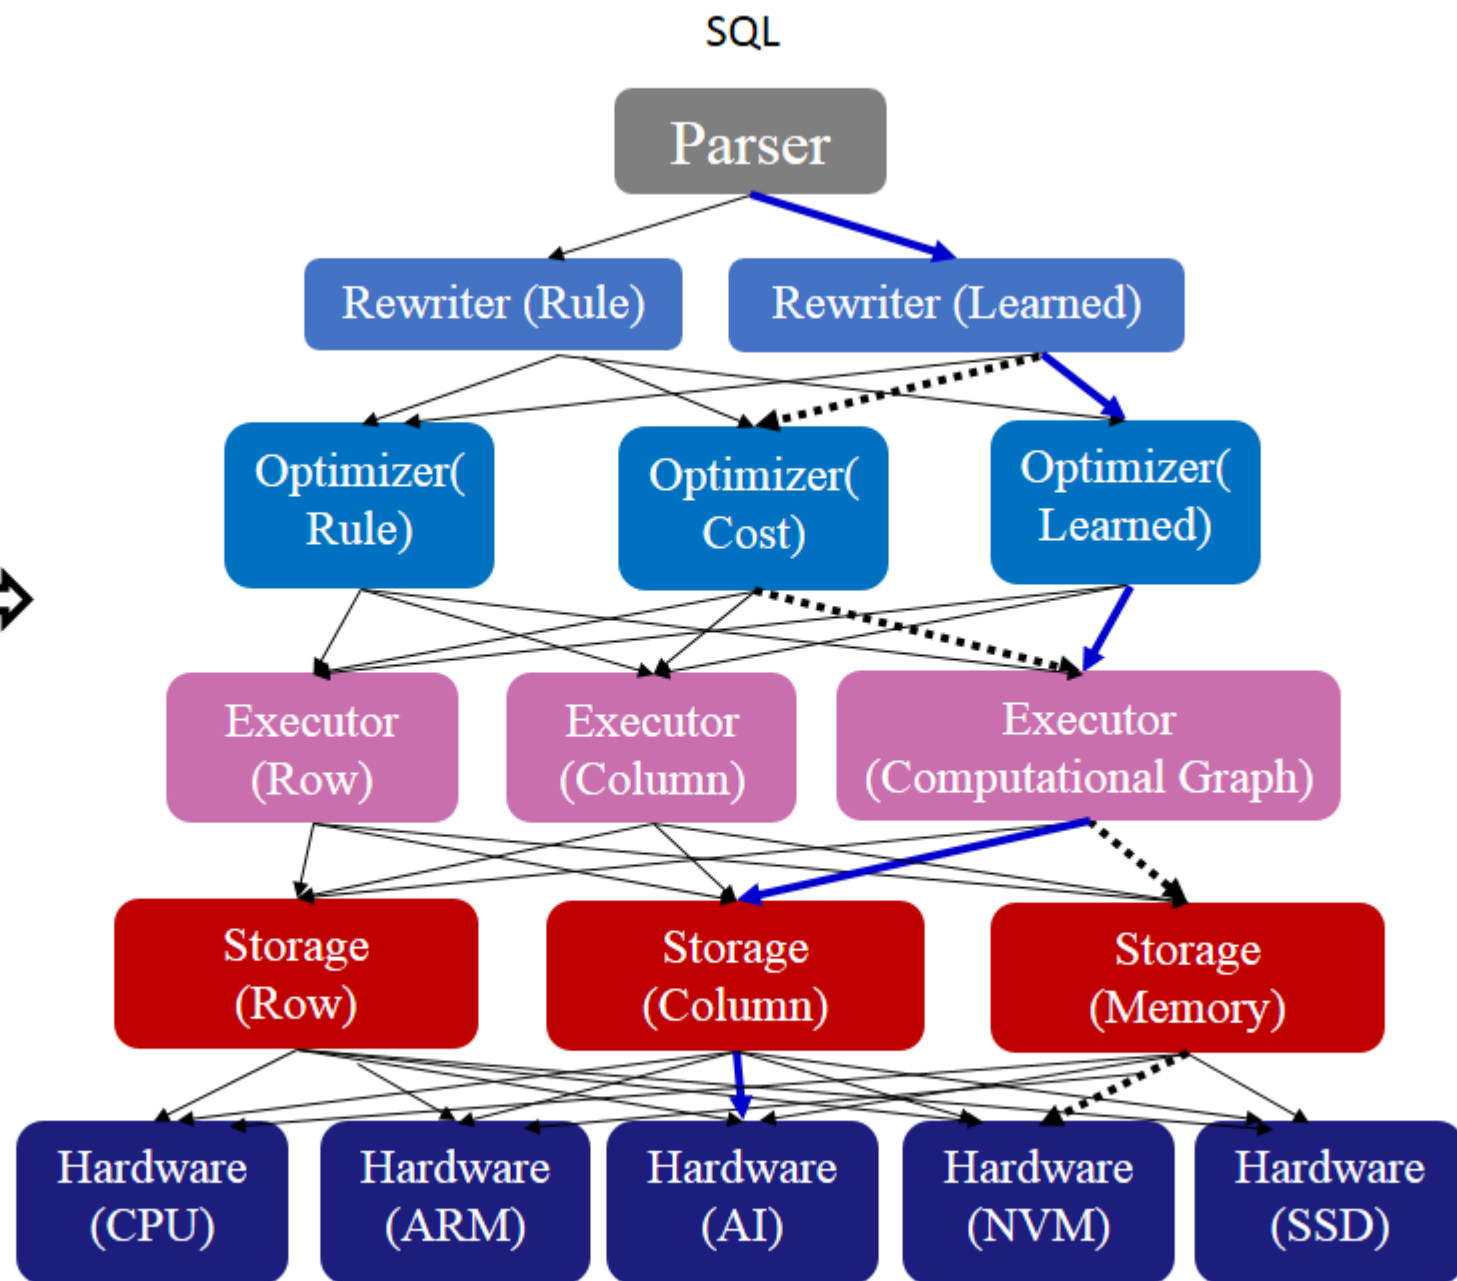 SQL
Parser
Rewriter (Rule)
Rewriter (Learned)
Optimizer(
Rule)
Optimizer(
Cost)
Optimizer(
Learned)
Executor
(Row)
Executor
(Column)
Executor
(Computational Graph)
Storage
(Row)
Storage
(Column)
Storage
(Memory)
Hardware
(CPU)
Hardware
(ARM)
Hardware
(AI)
Hardware
(NVM)
Hardware
(SSD)